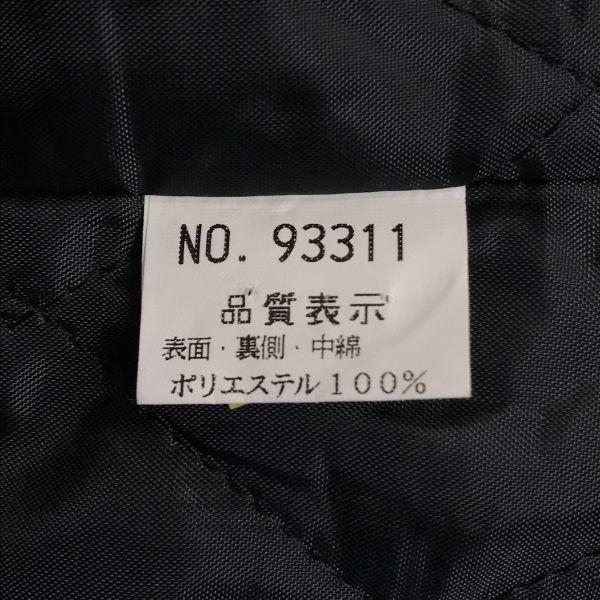 NO. 93311
品質表示
表面・裏側・中綿
ポリエステル100%